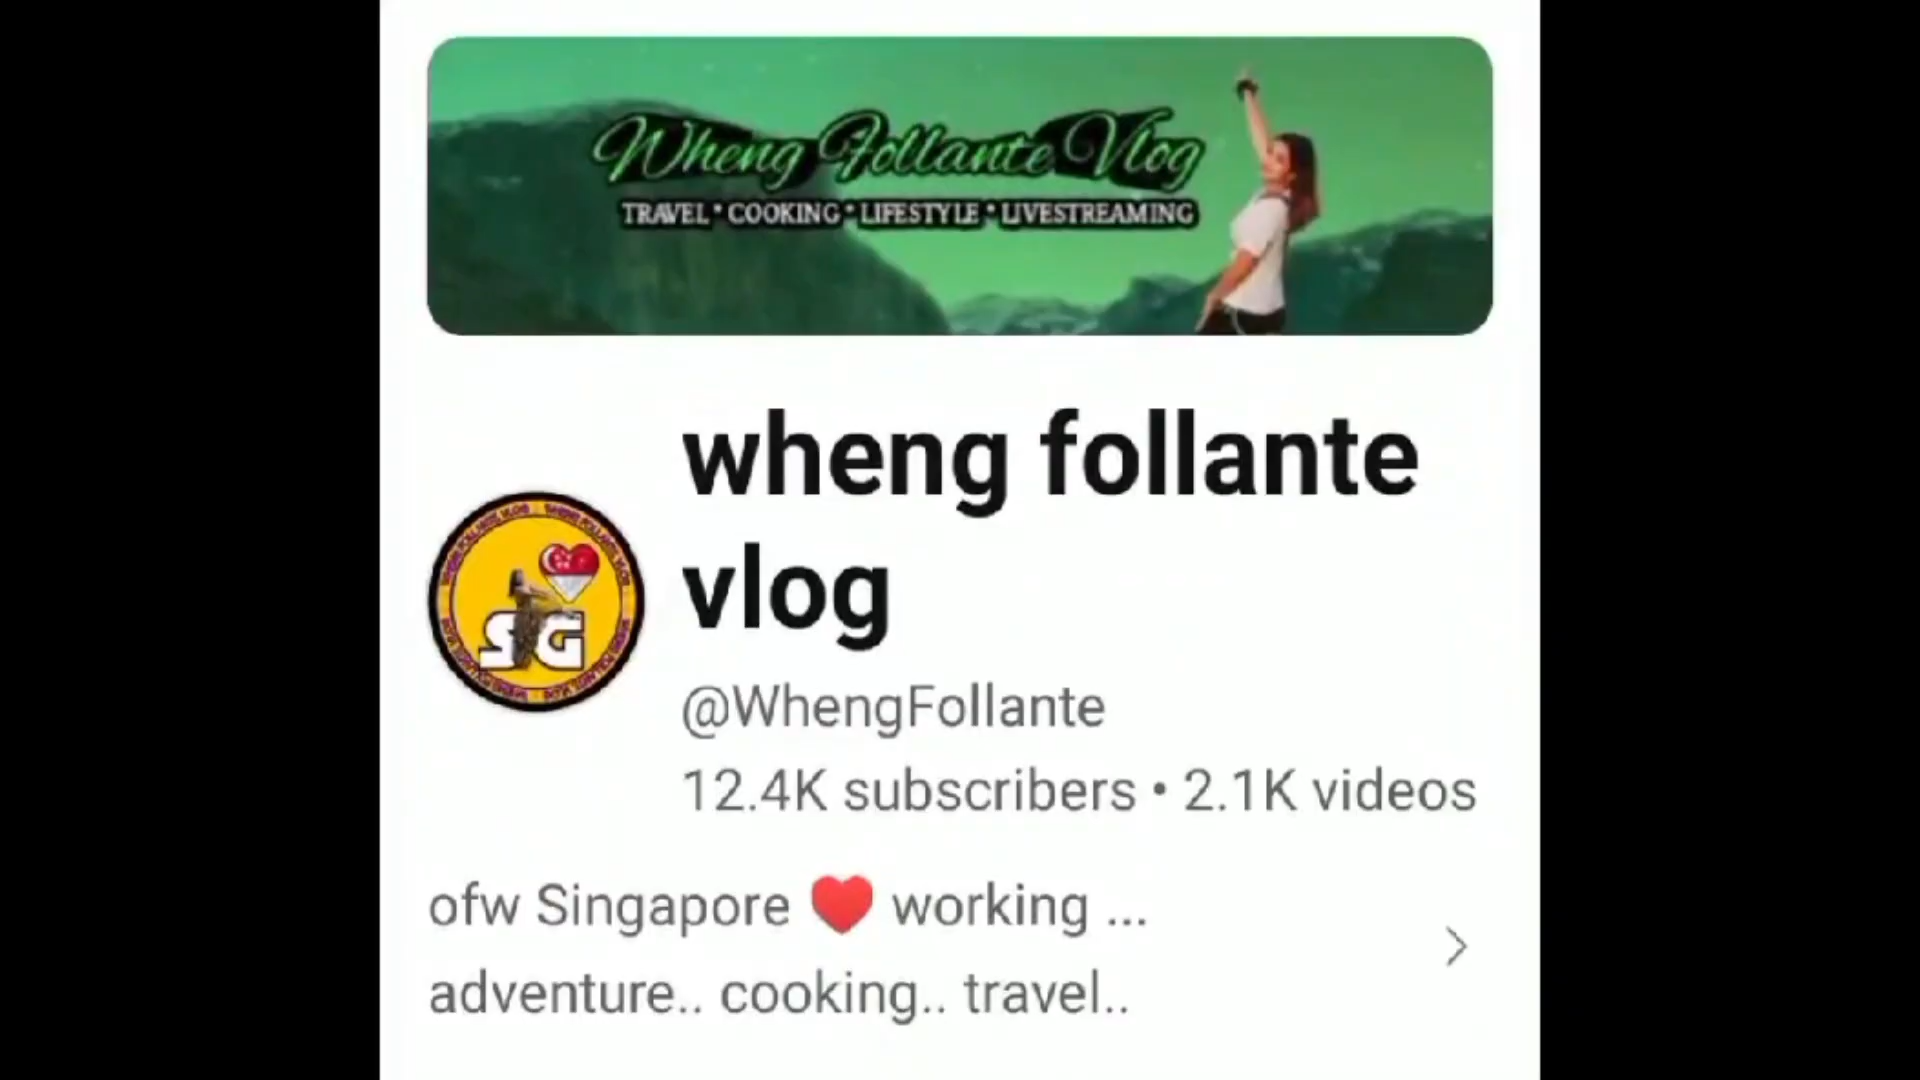 Wheng Follante Vlog
TRAVEL * COOKING * LIFESTYLE * LIVESTREAMING
wheng follante
vlog
SG
@WhengFollante
12.4K subscribers • 2.1K videos
ofw Singapore ❤️ working ...
adventure.. cooking.. travel..